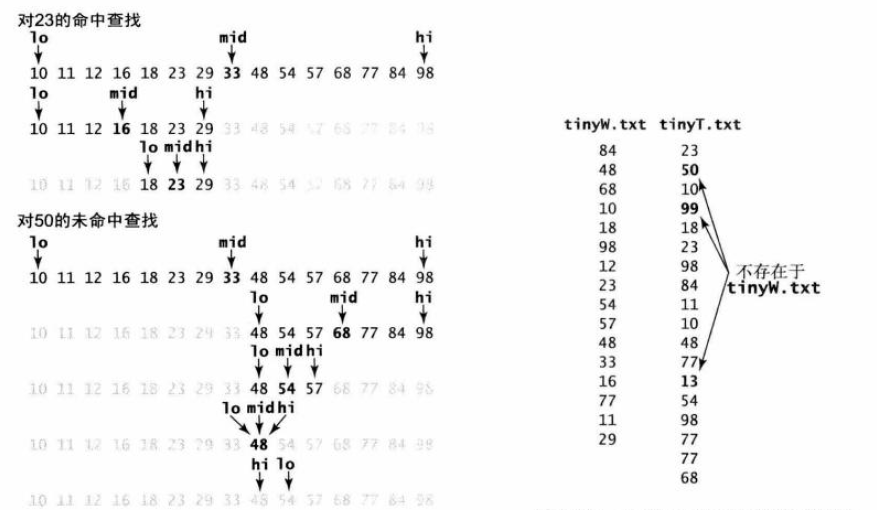 对23的命中查找
lo mid hi
10 11 12 16 18 23 29 33 48 54 57 68 77 84 98
lo mid hi
10 11 12 16 18 23 29 33 48 54 57 68 77 84 98
lo mid hi
10 11 12 16 18 23 29 33 48 54 57 68 77 84 98
对50的未命中查找
lo mid hi
10 11 12 16 18 23 29 33 48 54 57 68 77 84 98
lo mid hi
10 11 12 16 18 23 29 33 48 54 57 68 77 84 98
lo mid hi
10 11 12 16 18 23 29 33 48 54 57 68 77 84 98
lo mid hi
10 11 12 16 18 23 29 33 48 54 57 68 77 84 98
hi lo
10 11 12 16 18 23 29 33 48 54 57 68 77 84 98
tinyW.txt tinyT.txt
84 23
48 50
68 10
10 99
18 18
98 23
12 98
23 84
54 11
57 10
48 48
33 77
16 13
77 54
11 98
29 77
77
68
不存在于
tinyW.txt